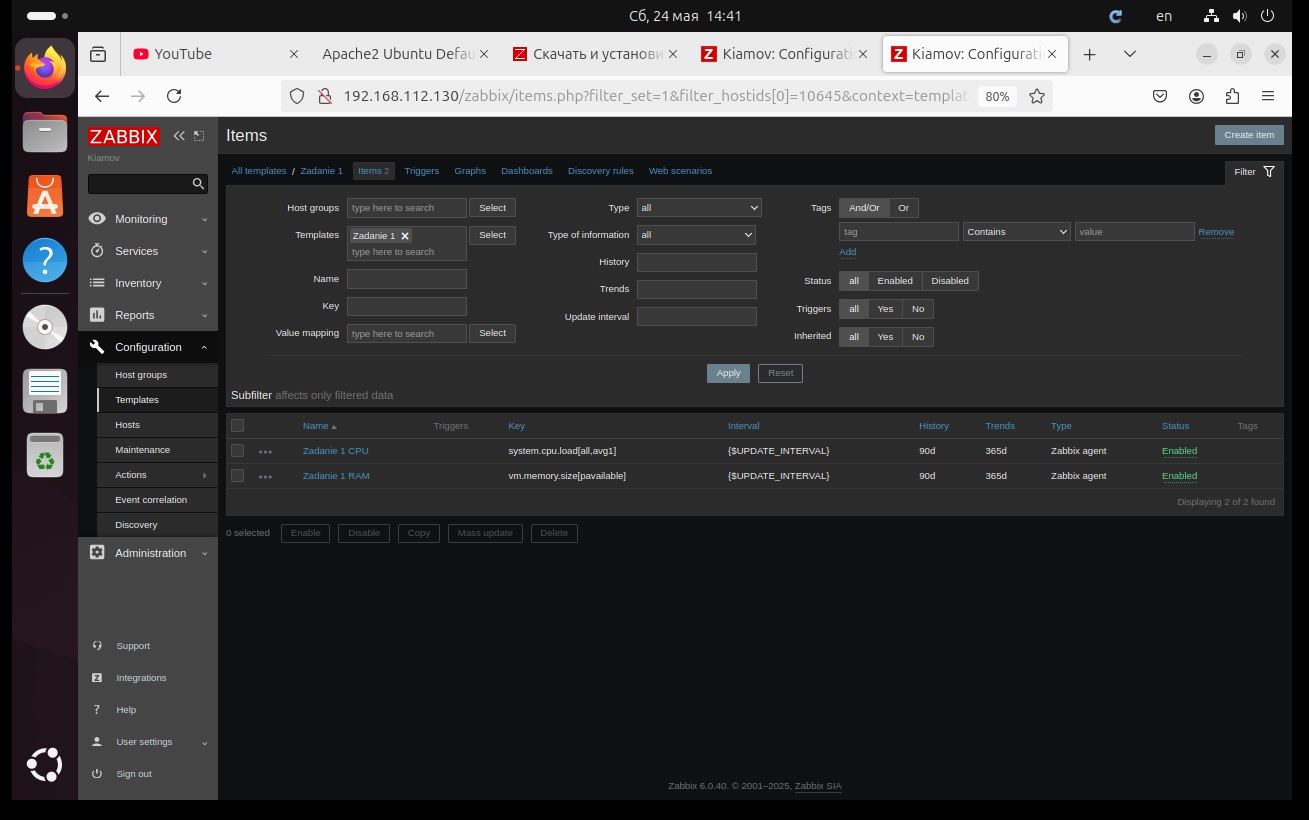 Сб, 24 мая 14:41
en
YouTube
Apache2 Ubuntu Defau
Скачать и установи
Kiamov: Configurati
Kiamov: Configurati
192.168.112.130/zabbix/items.php?filter_set=1&filter_hostids[0]=10645&context=templat
80%
ZABBIX
Kiamov
Monitoring
Services
Inventory
Reports
Configuration
Host groups
Templates
Hosts
Maintenance
Actions
Event correlation
Discovery
Administration
Support
Integrations
Help
User settings
Sign out
Items
Create item
All templates / Zadanie 1 Items 2 Triggers Graphs Dashboards Discovery rules Web scenarios
Filter
Host groups type here to search Select
Templates Zadanie 1 Select
type here to search
Name
Key
Value mapping type here to search Select
Type all
Type of information all
History
Trends
Update interval
Tags And/Or Or
tag Contains value Remove
Add
Status all Enabled Disabled
Triggers all Yes No
Inherited all Yes No
Apply Reset
Subfilter affects only filtered data
Name Triggers Key Interval History Trends Type Status Tags
Zadanie 1 CPU system.cpu.load[all,avg1] {$UPDATE_INTERVAL} 90d 365d Zabbix agent Enabled
Zadanie 1 RAM vm.memory.size[pavailable] {$UPDATE_INTERVAL} 90d 365d Zabbix agent Enabled
Displaying 2 of 2 found
0 selected Enable Disable Copy Mass update Delete
Zabbix 6.0.40. © 2001–2025, Zabbix SIA